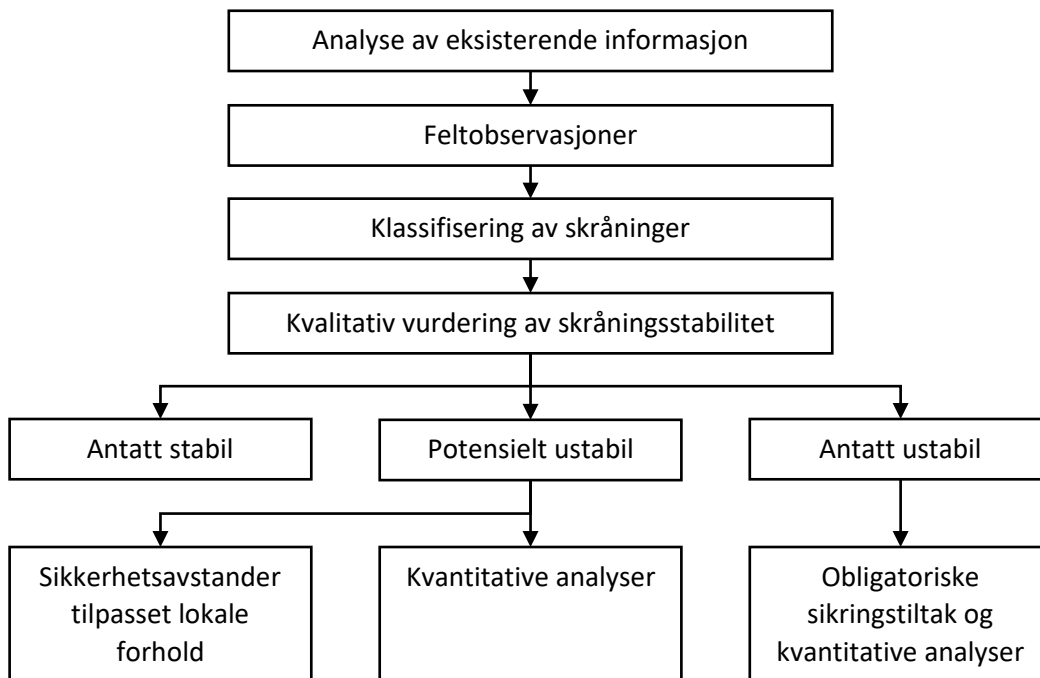 Analyse av eksisterende informasjon
Feltobservasjoner
Klassifisering av skråninger
Kvalitativ vurdering av skråningsstabilitet
Antatt stabil
Potensielt ustabil
Antatt ustabil
Sikkerhetsavstander
tilpasset lokale
forhold
Kvantitative analyser
Obligatoriske
sikringstiltak og
kvantitative analyser